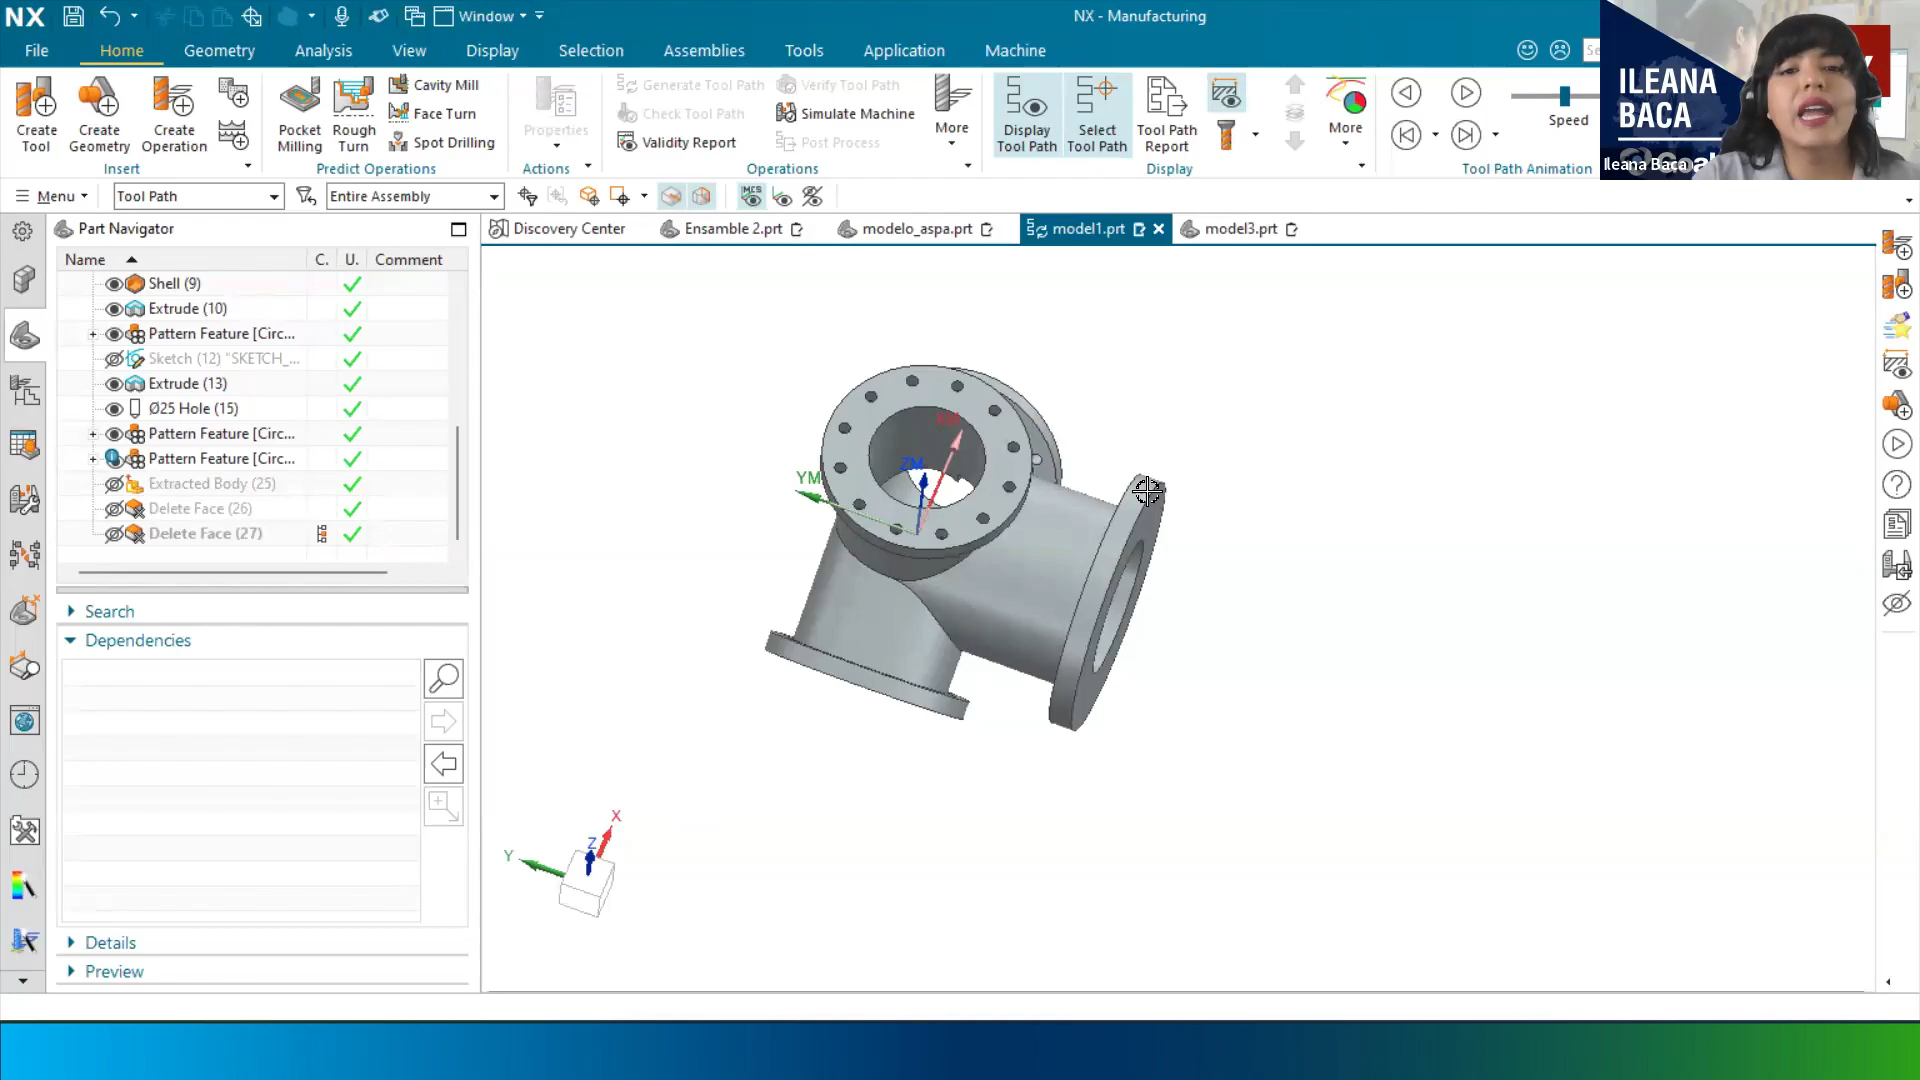 NX
Window
NX - Manufacturing
File
Home
Geometry
Analysis
View
Display
Selection
Assemblies
Tools
Application
Machine
Create Tool
Create Geometry
Create Operation
Insert
Pocket Milling
Rough Turn
Cavity Mill
Face Turn
Spot Drilling
Predict Operations
Properties
Actions
Generate Tool Path
Check Tool Path
Validity Report
Verify Tool Path
Simulate Machine
Post Process
More
Operations
Display Tool Path
Select Tool Path
Tool Path Report
More
Display
Speed
Tool Path Animation
ILEANA
BACA
Ileana Baca
Menu
Tool Path
Entire Assembly
MCS
Part Navigator
Discovery Center
Ensamble 2.prt
modelo_aspa.prt
model1.prt
model3.prt
Name
C.
U.
Comment
Shell (9)
Extrude (10)
Pattern Feature [Circ...
Sketch (12) "SKETCH_...
Extrude (13)
Ø25 Hole (15)
Pattern Feature [Circ...
Pattern Feature [Circ...
Extracted Body (25)
Delete Face (26)
Delete Face (27)
Search
Dependencies
Details
Preview
XM
YM
ZM
X
Y
Z